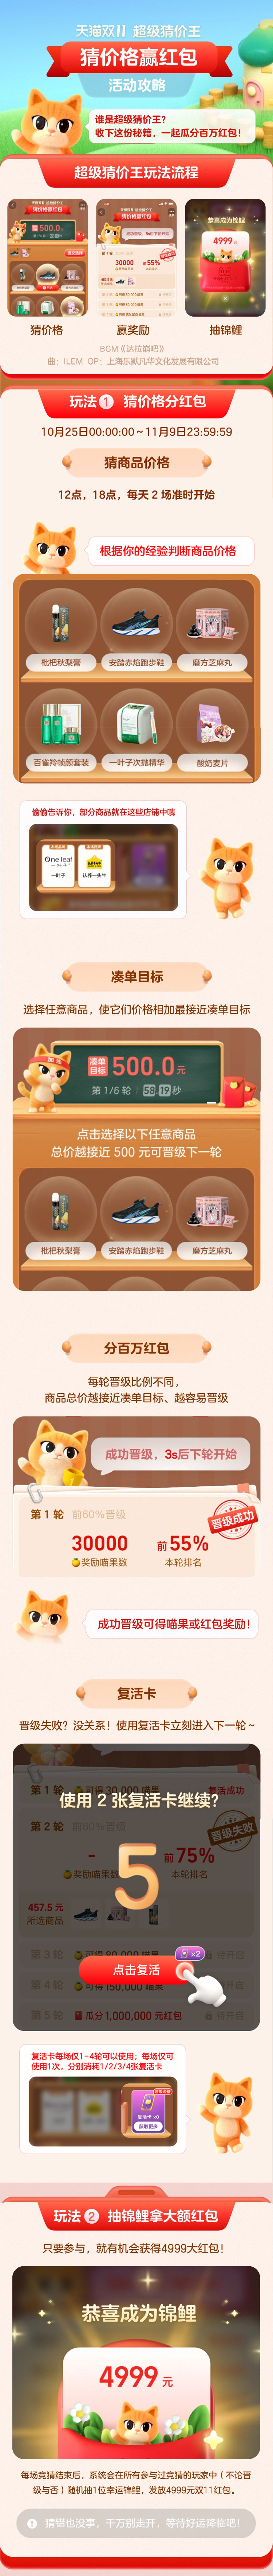 天猫双11 超级猜价王
猜价格赢红包
活动攻略
谁是超级猜价王？
收下这份秘籍，一起瓜分百万红包！
超级猜价王玩法流程
猜价格
赢奖励
抽锦鲤
恭喜成为锦鲤
4999元
BGM《达拉崩吧》
曲：ILEM OP：上海乐默凡华文化发展有限公司
玩法1 猜价格分红包
10月25日00:00:00~11月9日23:59:59
猜商品价格
12点，18点，每天 2 场准时开始
根据你的经验判断商品价格
枇杷秋梨膏
安踏赤焰跑步鞋
磨方芝麻丸
百雀羚帧颜套装
一叶子次抛精华
酸奶麦片
偷偷告诉你，部分商品就在这些店铺中哦
One leaf
一叶子
认养一头牛
凑单目标
选择任意商品，使它们价格相加最接近凑单目标
加油
凑单目标 500.0元
第 1/6 轮 58:19秒
点击选择以下任意商品
总价越接近 500 元可晋级下一轮
枇杷秋梨膏
安踏赤焰跑步鞋
磨方芝麻丸
分百万红包
每轮晋级比例不同，
商品总价越接近凑单目标、越容易晋级
成功晋级，3s后下轮开始
第 1 轮 前60%晋级
晋级成功
30000
奖励喵果数
前55%
本轮排名
成功晋级可得喵果或红包奖励！
复活卡
晋级失败？没关系！使用复活卡立刻进入下一轮~
第 1 轮 可得 30,000 喵果 复活成功
使用 2 张复活卡继续？
第 2 轮 前80%晋级
晋级失败
-
奖励喵果数
前75%
本轮排名
5
457.5 元
所选商品
第 3 轮
待开启
点击复活
x2
第 4 轮 可得 150,000 喵果
第 5 轮 瓜分 1,000,000 元红包 待开启
复活卡每场仅1-4轮可以使用；每场仅可
使用1次，分别消耗1/2/3/4张复活卡
复活卡 x0
获取更多
玩法2 抽锦鲤拿大额红包
只要参与，就有机会获得4999大红包！
恭喜成为锦鲤
4999 元
每场竞猜结束后，系统会在所有参与过竞猜的玩家中（不论晋
级与否）随机抽1位幸运锦鲤，发放4999元双11红包。
猜错也没事，千万别走开，等待好运降临吧！